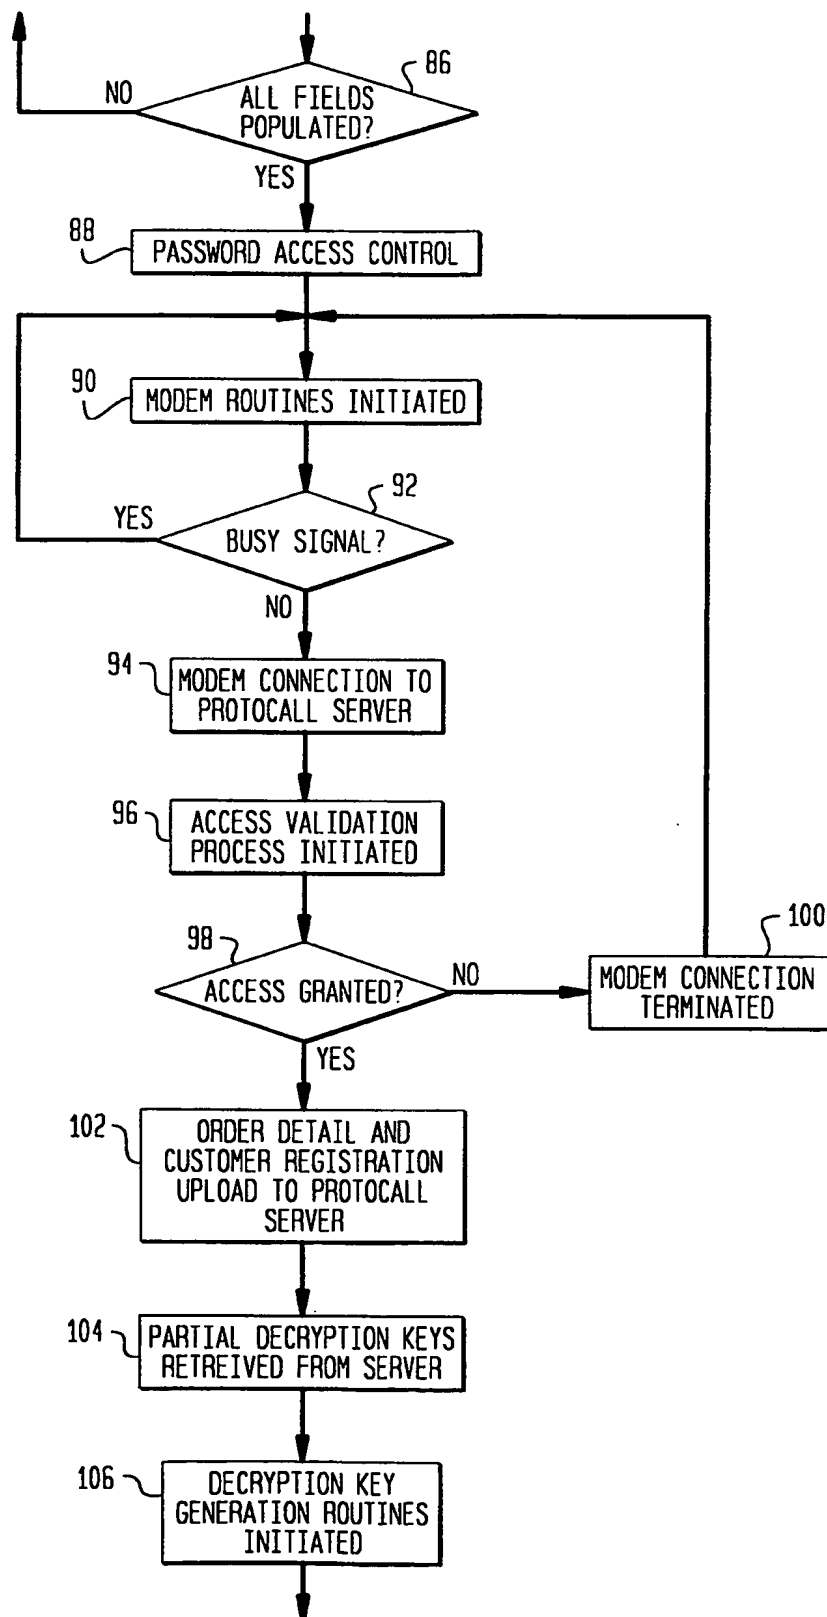 86
NO
ALL FIELDS
POPULATED?
YES
88
PASSWORD ACCESS CONTROL
90
MODEM ROUTINES INITIATED
92
YES
BUSY SIGNAL?
NO
94
MODEM CONNECTION TO
PROTOCALL SERVER
96
ACCESS VALIDATION
PROCESS INITIATED
98
ACCESS GRANTED?
NO
100
MODEM CONNECTION
TERMINATED
YES
102
ORDER DETAIL AND
CUSTOMER REGISTRATION
UPLOAD TO PROTOCALL
SERVER
104
PARTIAL DECRYPTION KEYS
RETREIVED FROM SERVER
106
DECRYPTION KEY
GENERATION ROUTINES
INITIATED